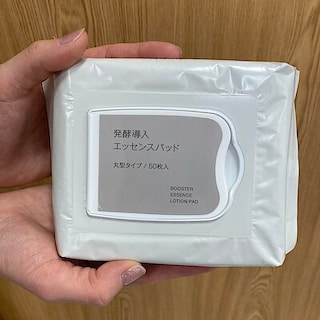 発酵導入
エッセンスパッド
丸型タイプ / 50枚入
BOOSTER
ESSENCE
LOTION PAD